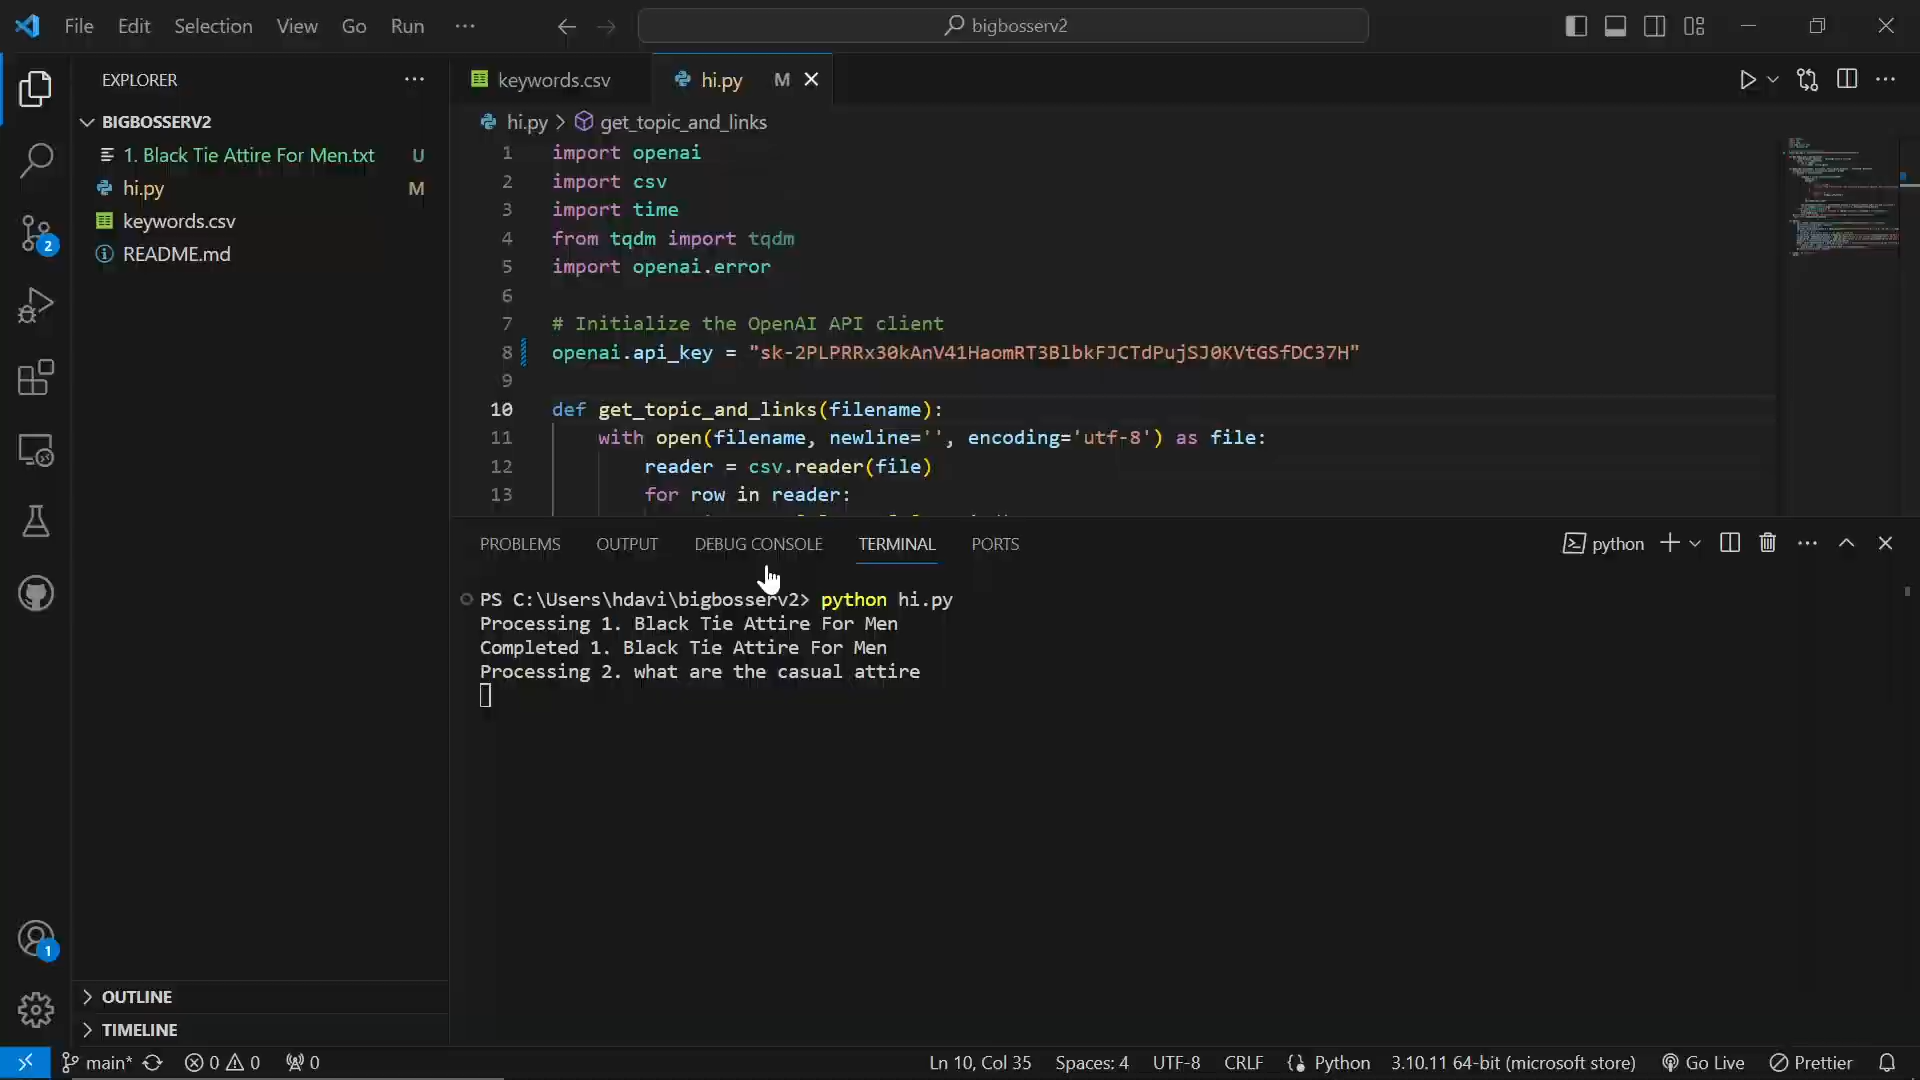 File Edit Selection View Go Run ···
bigbosserv2
EXPLORER
BIGBOSSERV2
1. Black Tie Attire For Men.txt U
hi.py M
keywords.csv
README.md
OUTLINE
TIMELINE
keywords.csv
hi.py M
hi.py > get_topic_and_links
1 import openai
2 import csv
3 import time
4 from tqdm import tqdm
5 import openai.error
6
7 # Initialize the OpenAI API client
8 openai.api_key = "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"
9
10 def get_topic_and_links(filename):
11 with open(filename, newline='', encoding='utf-8') as file:
12 reader = csv.reader(file)
13 for row in reader:
PROBLEMS OUTPUT DEBUG CONSOLE TERMINAL PORTS
python
PS C:\Users\hdavi\bigbosserv2> python hi.py
Processing 1. Black Tie Attire For Men
Completed 1. Black Tie Attire For Men
Processing 2. what are the casual attire
2
1
main* 0 0 0
Ln 10, Col 35 Spaces: 4 UTF-8 CRLF Python 3.10.11 64-bit (microsoft store) Go Live Prettier